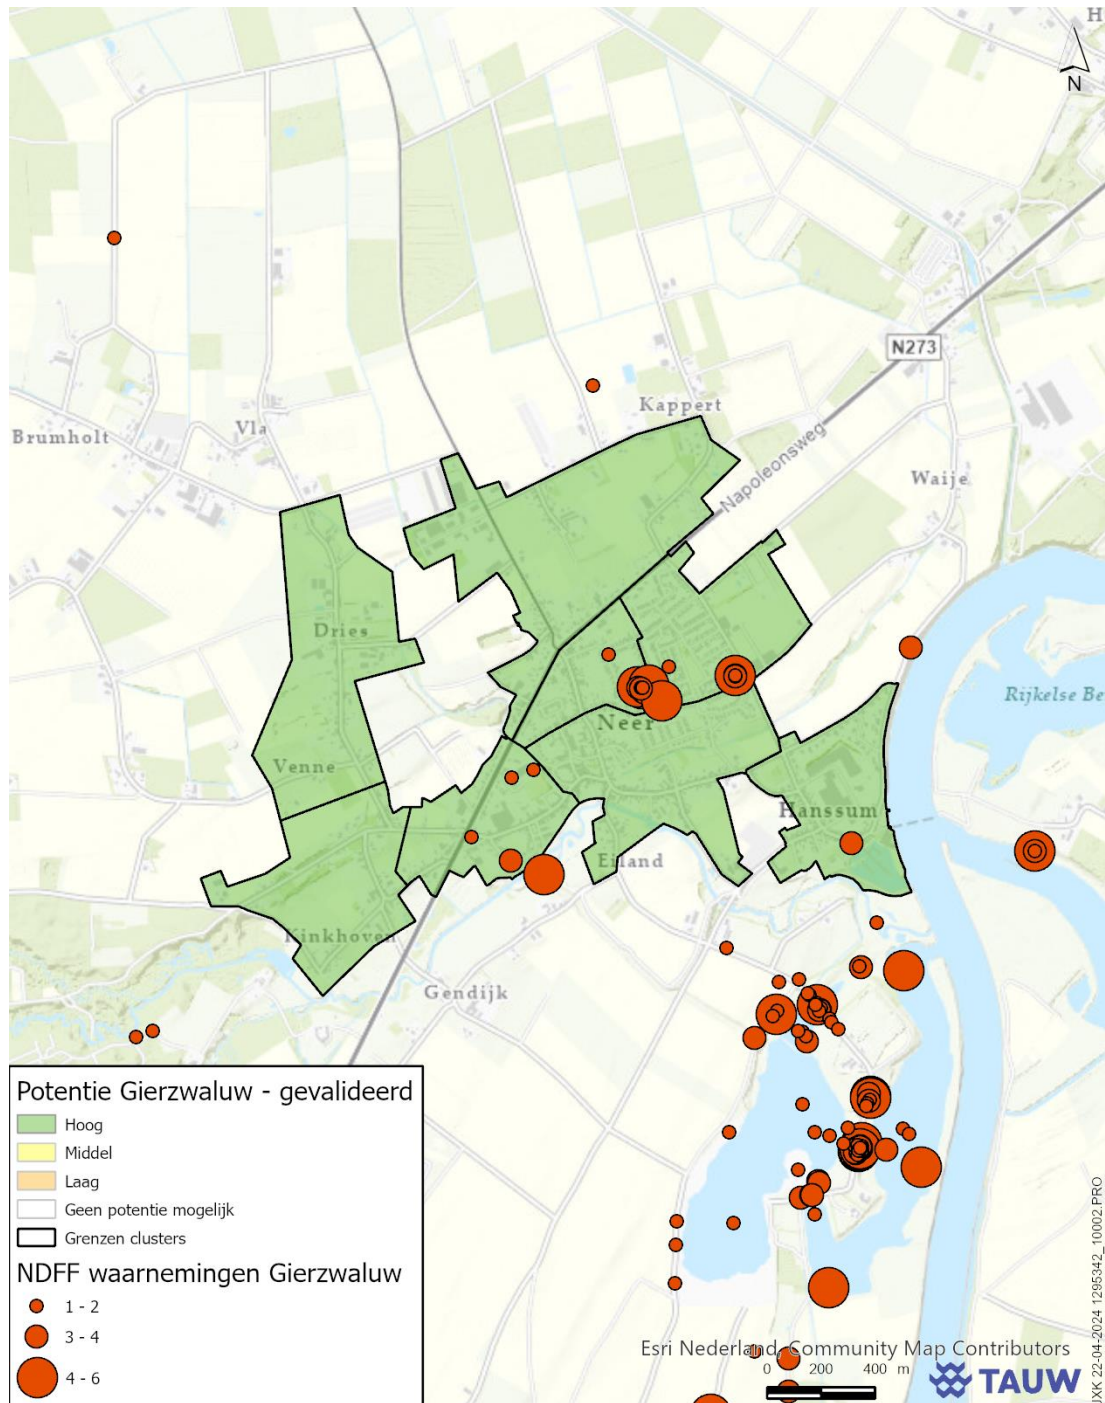 H
N
N273
Kappert
Brumholt
Vla
Napoleonsweg
Waije
Dries
Rijkelse Be
Neer
Venne
Hanssum
Eiland
Kinkhoven
Gendijk
Potentie Gierzwaluw - gevalideerd
Hoog
Middel
Laag
Geen potentie mogelijk
Grenzen clusters
NDFF waarnemingen Gierzwaluw
1 - 2
3 - 4
4 - 6
Esri Nederland, Community Map Contributors
0 200 400 m
TAUW
JXK 22-04-2024 1295342_10002.PRO